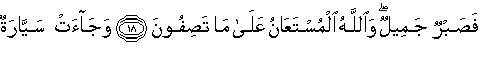 فَصَبْرٌ جَمِيلٌ ۖ وَٱللَّهُ ٱلْمُسْتَعَانُ عَلَىٰ مَا تَصِفُونَ ﴿١٨﴾ وَجَآءَتْ سَيَّارَةٌ